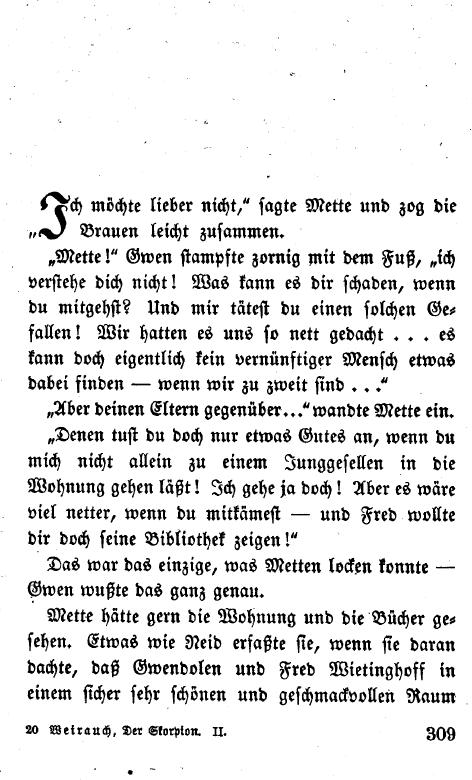 „Ich möchte lieber nicht,“ sagte Mette und zog die
Brauen leicht zusammen.
„Mette!“ Gwen stampfte zornig mit dem Fuß, „ich
verstehe dich nicht! Was kann es dir schaden, wenn
du mitgehst? Und mir tätest du einen solchen Ge-
fallen! Wir hatten es uns so nett gedacht . . . es
kann doch eigentlich kein vernünftiger Mensch etwas
dabei finden — wenn wir zu zweit sind . . .“
„Aber deinen Eltern gegenüber...“ wandte Mette ein.
„Denen tust du doch nur etwas Gutes an, wenn du
mich nicht allein zu einem Junggesellen in die
Wohnung gehen läßt! Ich gehe ja doch! Aber es wäre
viel netter, wenn du mitkämest — und Fred wollte
dir doch seine Bibliothek zeigen!“
Das war das einzige, was Metten locken konnte —
Gwen wußte das ganz genau.
Mette hätte gern die Wohnung und die Bücher ge-
sehen. Etwas wie Neid erfaßte sie, wenn sie daran
dachte, daß Gwendolen und Fred Wietinghoff in
einem sicher sehr schönen und geschmackvollen Raum
20 Weirauch, Der Skorpion. II.
309